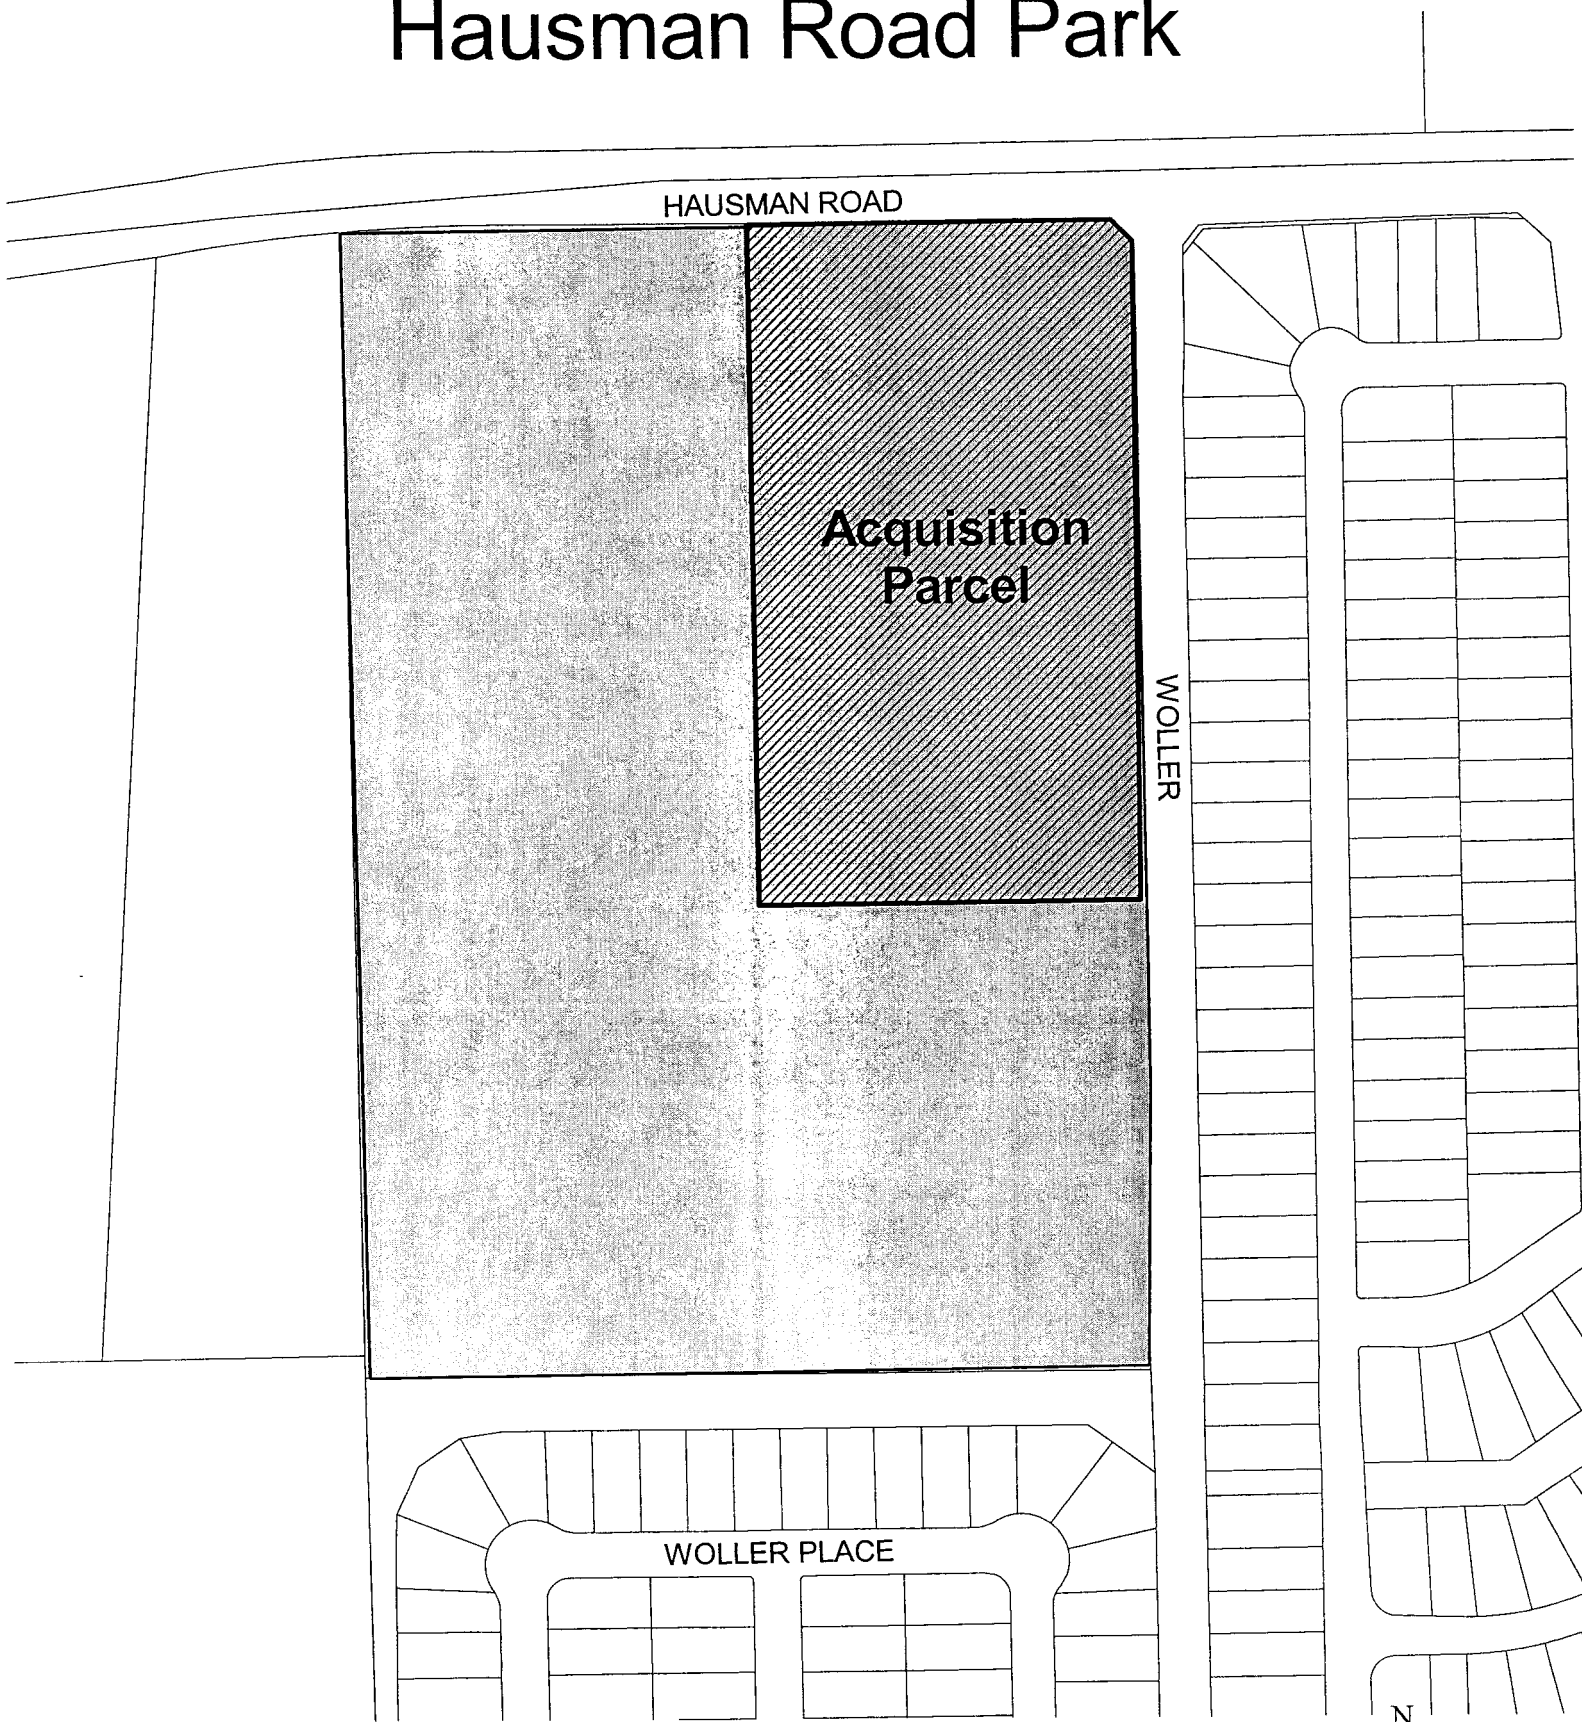 Hausman Road Park
HAUSMAN ROAD
Acquisition
Parcel
WOLLER
WOLLER PLACE
N